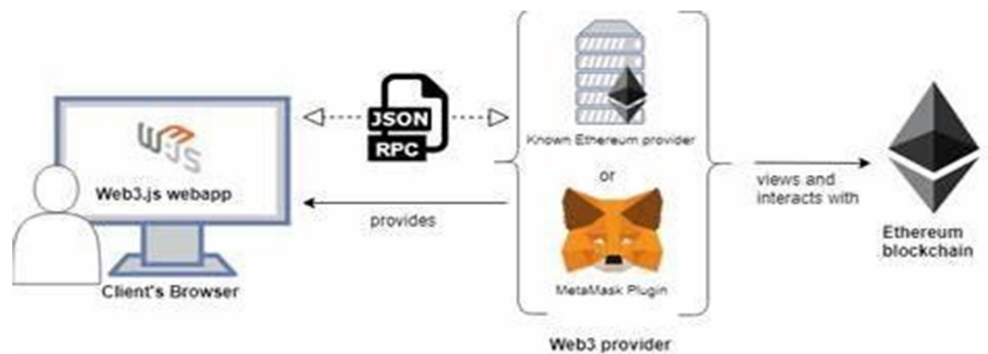 W3JS
Web3.js webapp
Client's Browser
JSON
RPC
provides
Known Ethereum provider
or
MetaMask Plugin
Web3 provider
views and
interacts with
Ethereum
blockchain